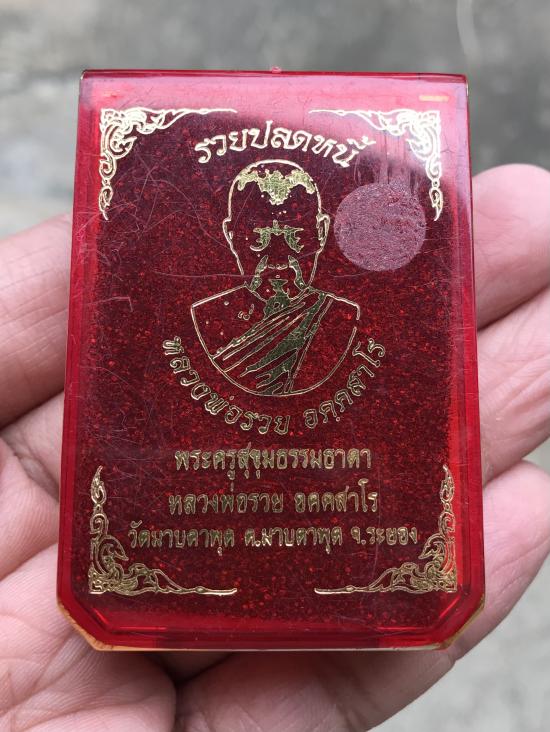 รวยปลดหนี้
หลวงพ่อรวย อคฺคสาโร
พระครูสุขุมธรรมธาดา
หลวงพ่อรวย อคคสาโร
วัดมาบตาพุด ต.มาบตาพุด จ.ระยอง